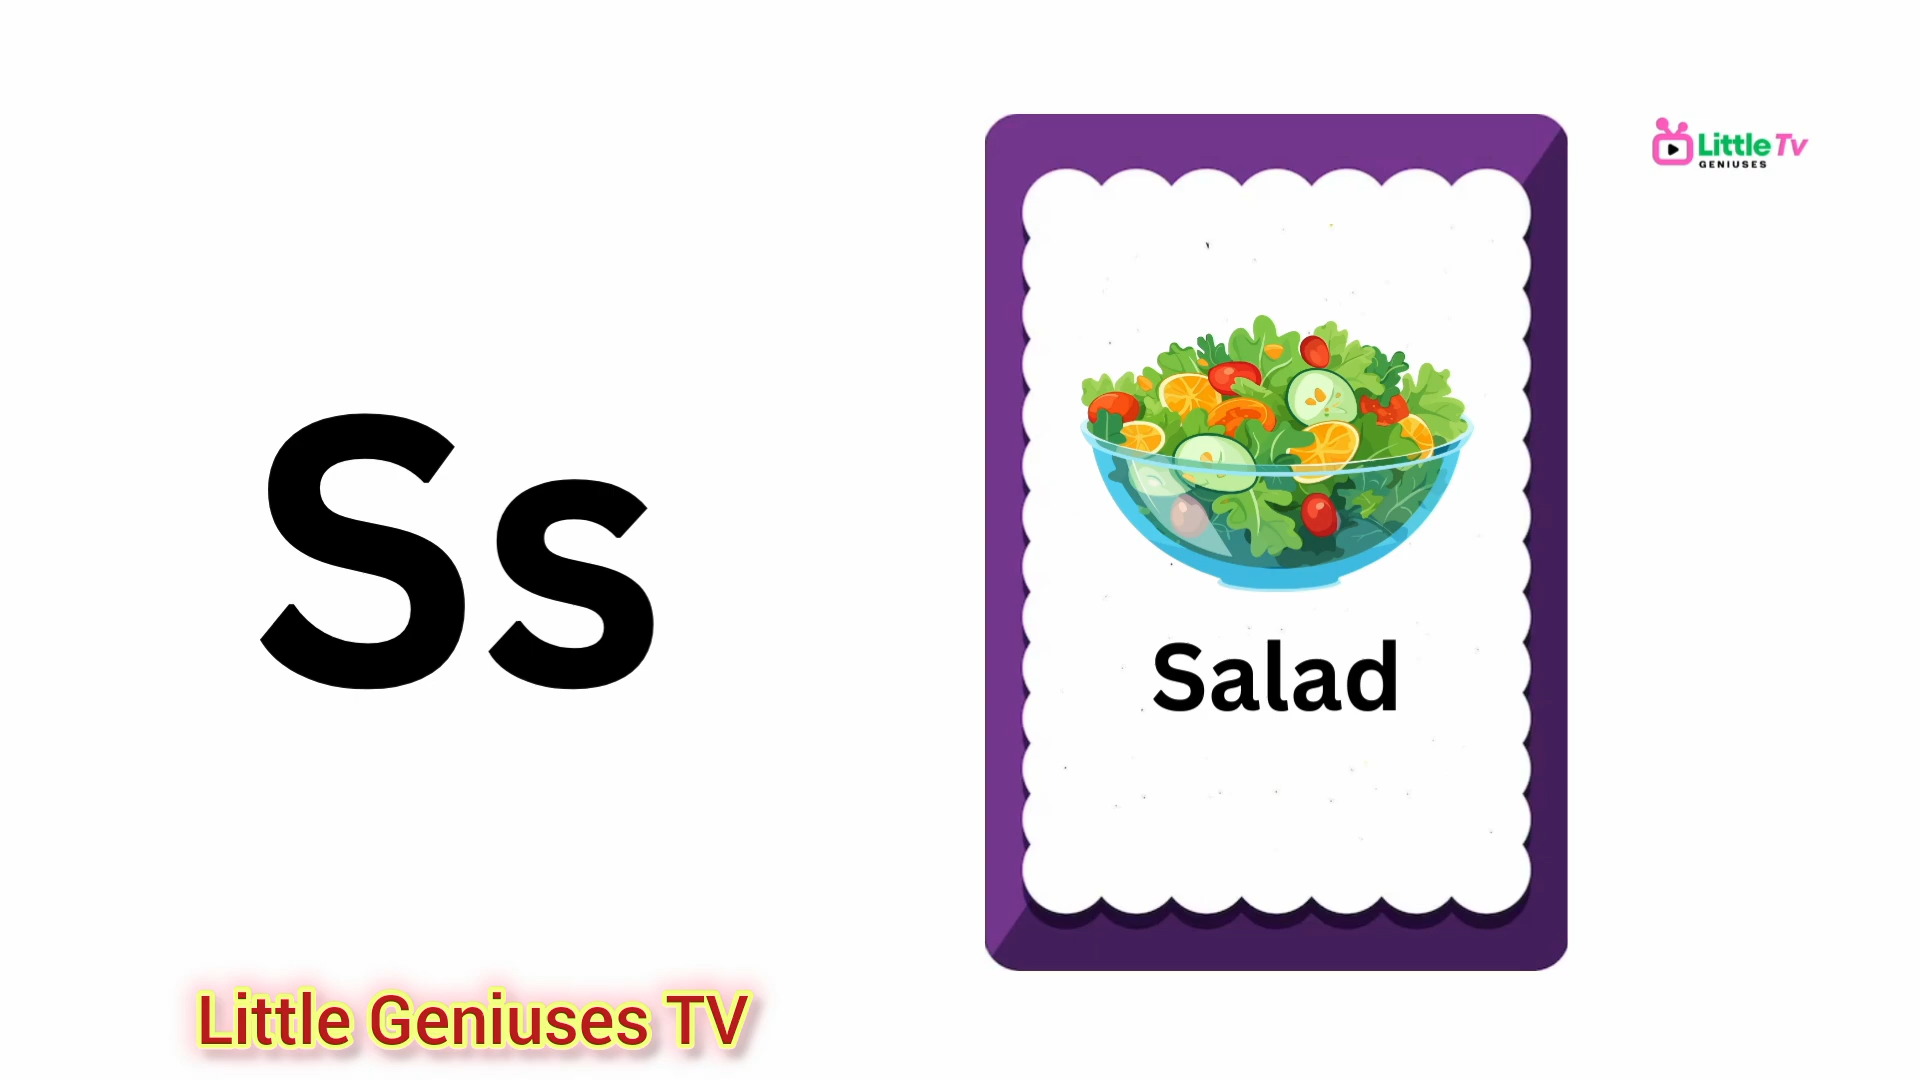 Ss
Salad
Little Tv
GENIUSES
Little Geniuses TV